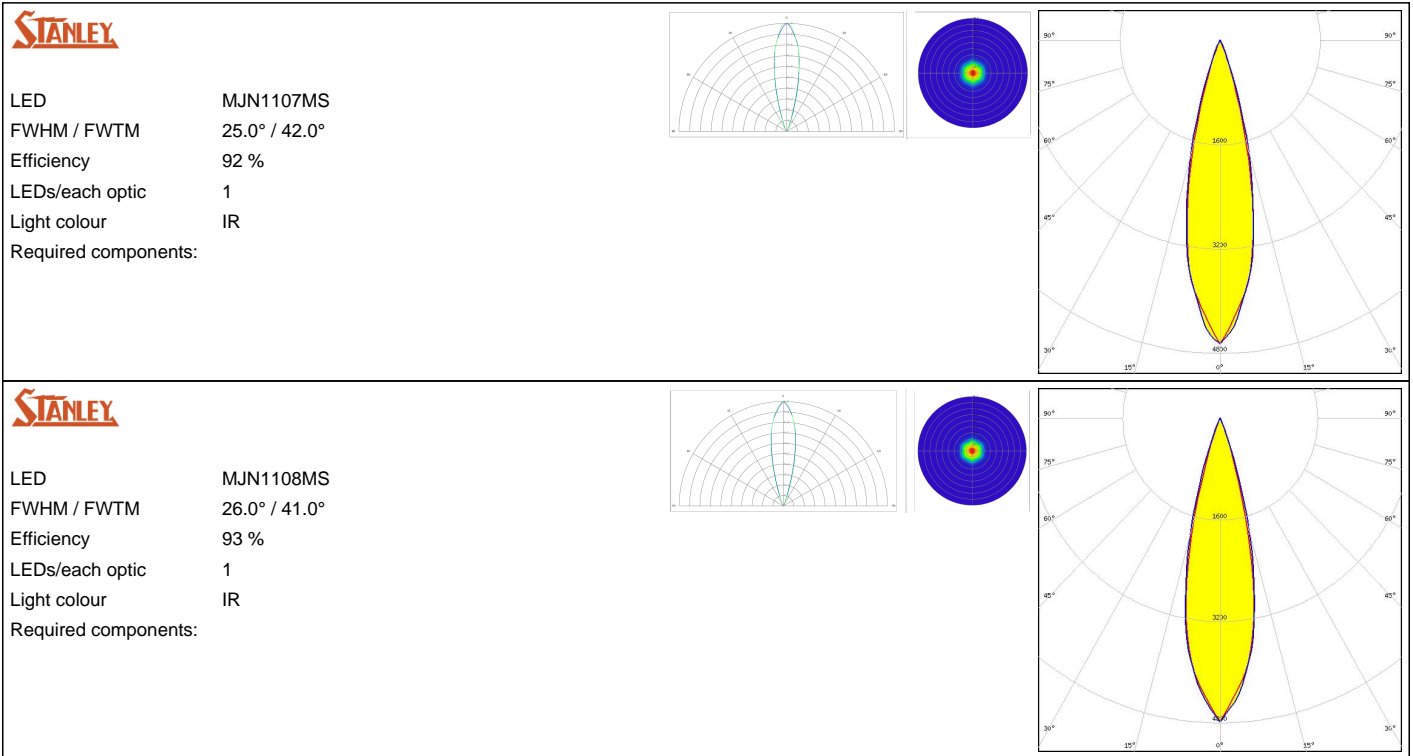 STANLEY
LED MJN1107MS
FWHM / FWTM 25.0° / 42.0°
Efficiency 92 %
LEDs/each optic 1
Light colour IR
Required components:
90° 90°
75° 75°
60° 60°
45° 45°
30° 30°
15° 0° 15°
1600
3200
4800
STANLEY
LED MJN1108MS
FWHM / FWTM 26.0° / 41.0°
Efficiency 93 %
LEDs/each optic 1
Light colour IR
Required components:
90° 90°
75° 75°
60° 60°
45° 45°
30° 30°
15° 0° 15°
1600
3200